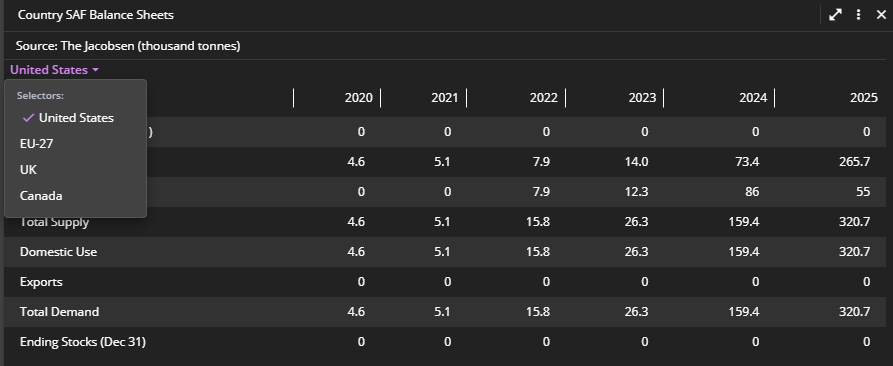 Country SAF Balance Sheets
Source: The Jacobsen (thousand tonnes)
United States
Selectors:
United States
EU-27
UK
Canada
2020 2021 2022 2023 2024 2025
) 0 0 0 0 0 0
4.6 5.1 7.9 14.0 73.4 265.7
0 0 7.9 12.3 86 55
Total Supply 4.6 5.1 15.8 26.3 159.4 320.7
Domestic Use 4.6 5.1 15.8 26.3 159.4 320.7
Exports 0 0 0 0 0 0
Total Demand 4.6 5.1 15.8 26.3 159.4 320.7
Ending Stocks (Dec 31) 0 0 0 0 0 0